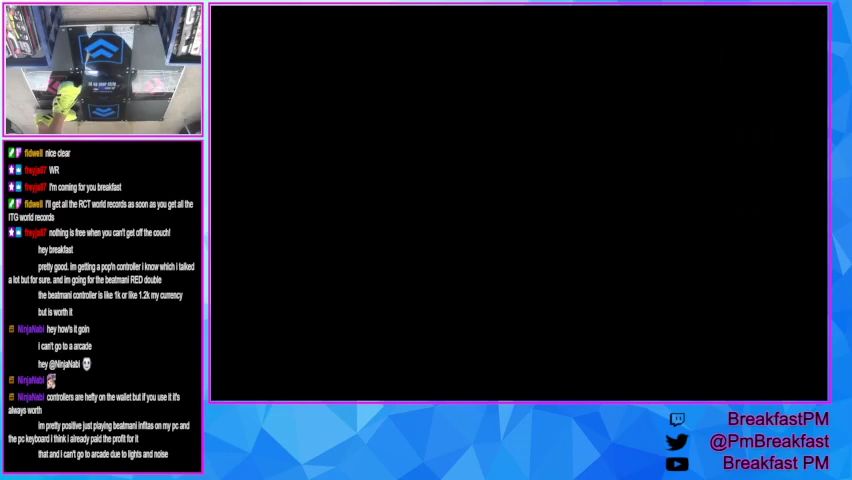 fidwell nice clear
freyja87 WR
freyja87 I'm coming for you breakfast
fidwell I'll get all the RCT world records as soon as you get all the
ITG world records
freyja87 nothing is free when you can't get off the couch!
hey breakfast
pretty good. im getting a pop'n controller i know which i talked
a lot but for sure. and im going for the beatmani RED double
the beatmani controller is like 1k or like 1.2k my currency
but is worth it
NinjaNabi hey how's it goin
i can't go to a arcade
hey @NinjaNabi
NinjaNabi
NinjaNabi controllers are hefty on the wallet but if you use it it's
always worth
im pretty positive just playing beatmani infitas on my pc and
the pc keyboard i think i already paid the profit for it
that and i can't go to arcade due to lights and noise
BreakfastPM
@PmBreakfast
Breakfast PM